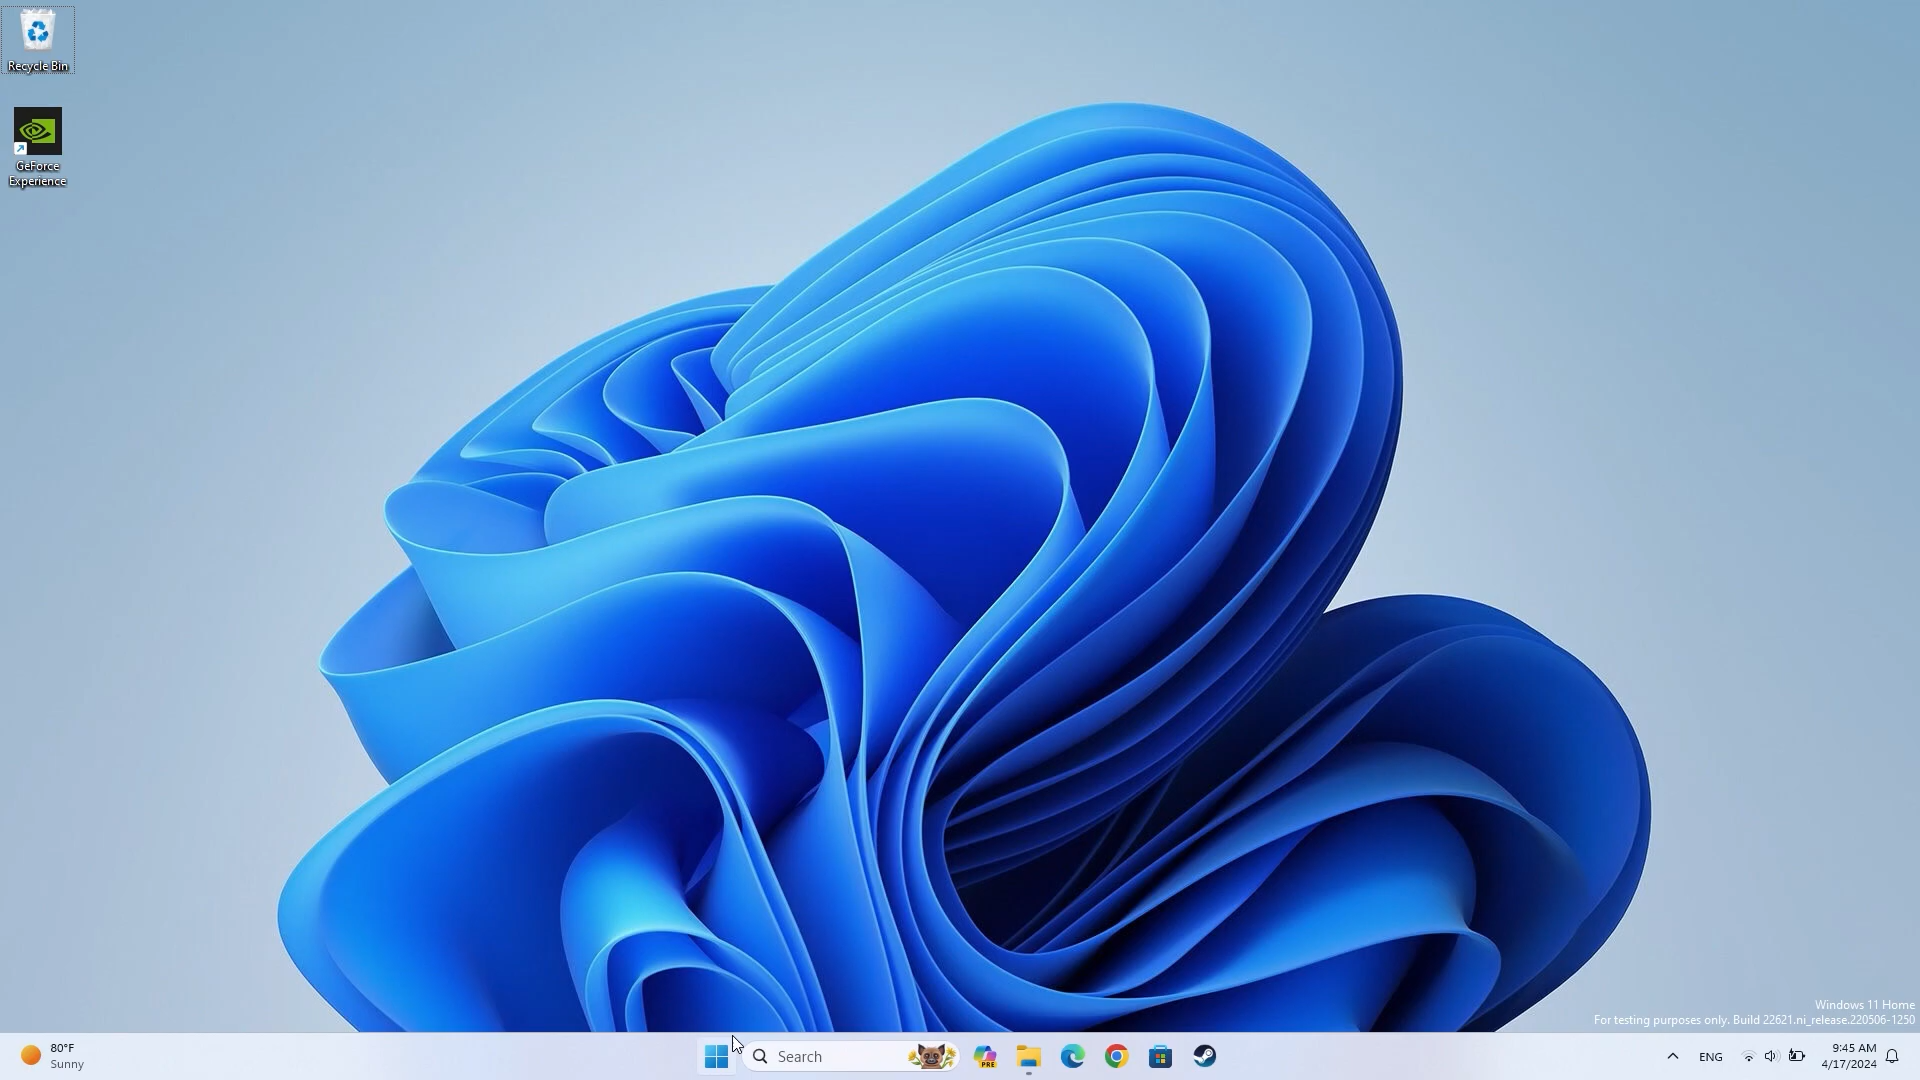 Recycle Bin
GeForce
Experience
Windows 11 Home
For testing purposes only. Build 22621.ni_release.220506-1250
80°F
Sunny
Search
PRE
ENG
9:45 AM
4/17/2024